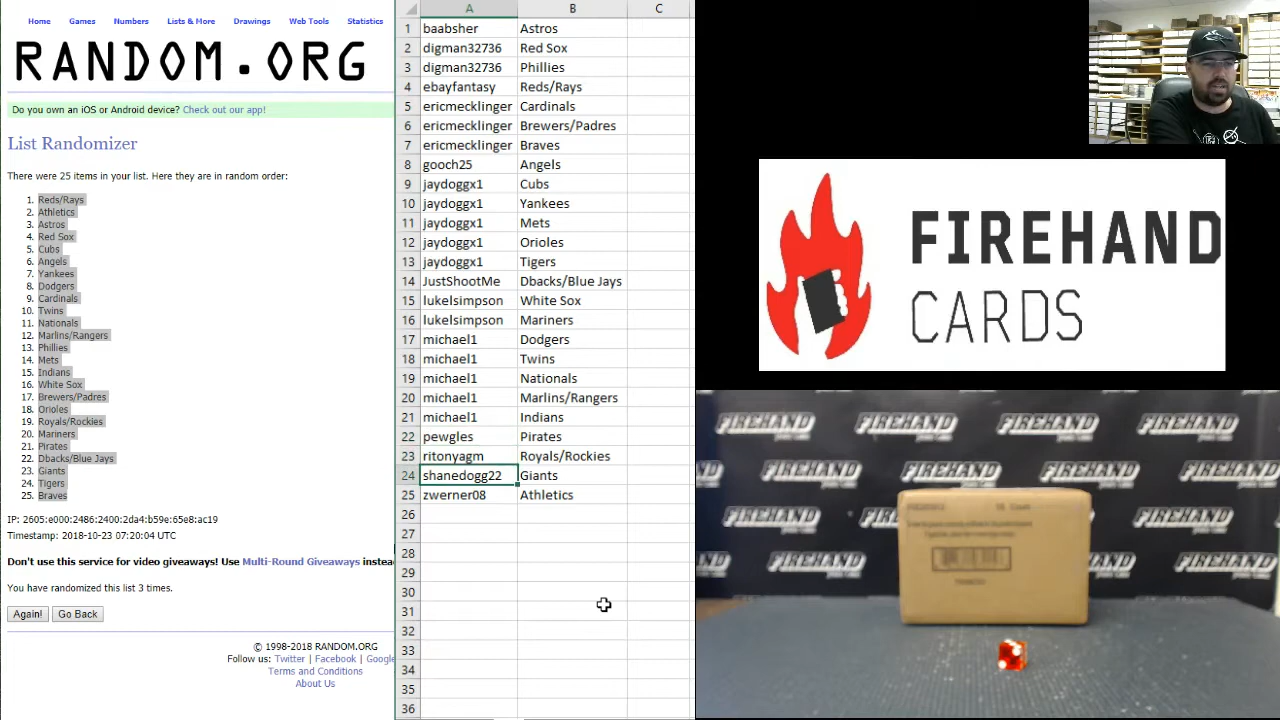 Home Games Numbers Lists & More Drawings Web Tools Statistics
RANDOM.ORG
Do you own an iOS or Android device? Check out our app!
List Randomizer
There were 25 items in your list. Here they are in random order:
1. Reds/Rays
2. Athletics
3. Astros
4. Red Sox
5. Cubs
6. Angels
7. Yankees
8. Dodgers
9. Cardinals
10. Twins
11. Nationals
12. Marlins/Rangers
13. Phillies
14. Mets
15. Indians
16. White Sox
17. Brewers/Padres
18. Orioles
19. Royals/Rockies
20. Mariners
21. Pirates
22. Dbacks/Blue Jays
23. Giants
24. Tigers
25. Braves
IP: 2605:e000:2486:2400:2da4:b59e:65e8:ac19
Timestamp: 2018-10-23 07:20:04 UTC
Don't use this service for video giveaways! Use Multi-Round Giveaways instea
You have randomized this list 3 times.
Again! Go Back
© 1998-2018 RANDOM.ORG
Follow us: Twitter | Facebook | Google
Terms and Conditions
About Us
A B C
1 baabsher Astros
2 digman32736 Red Sox
3 digman32736 Phillies
4 ebayfantasy Reds/Rays
5 ericmecklinger Cardinals
6 ericmecklinger Brewers/Padres
7 ericmecklinger Braves
8 gooch25 Angels
9 jaydoggx1 Cubs
10 jaydoggx1 Yankees
11 jaydoggx1 Mets
12 jaydoggx1 Orioles
13 jaydoggx1 Tigers
14 JustShootMe Dbacks/Blue Jays
15 lukelsimpson White Sox
16 lukelsimpson Mariners
17 michael1 Dodgers
18 michael1 Twins
19 michael1 Nationals
20 michael1 Marlins/Rangers
21 michael1 Indians
22 pewgles Pirates
23 ritonyagm Royals/Rockies
24 shanedogg22 Giants
25 zwerner08 Athletics
26
27
28
29
30
31
32
33
34
35
36
FIREHAND
CARDS
FIREHAND FIREHAND FIREHAND FIREHAND